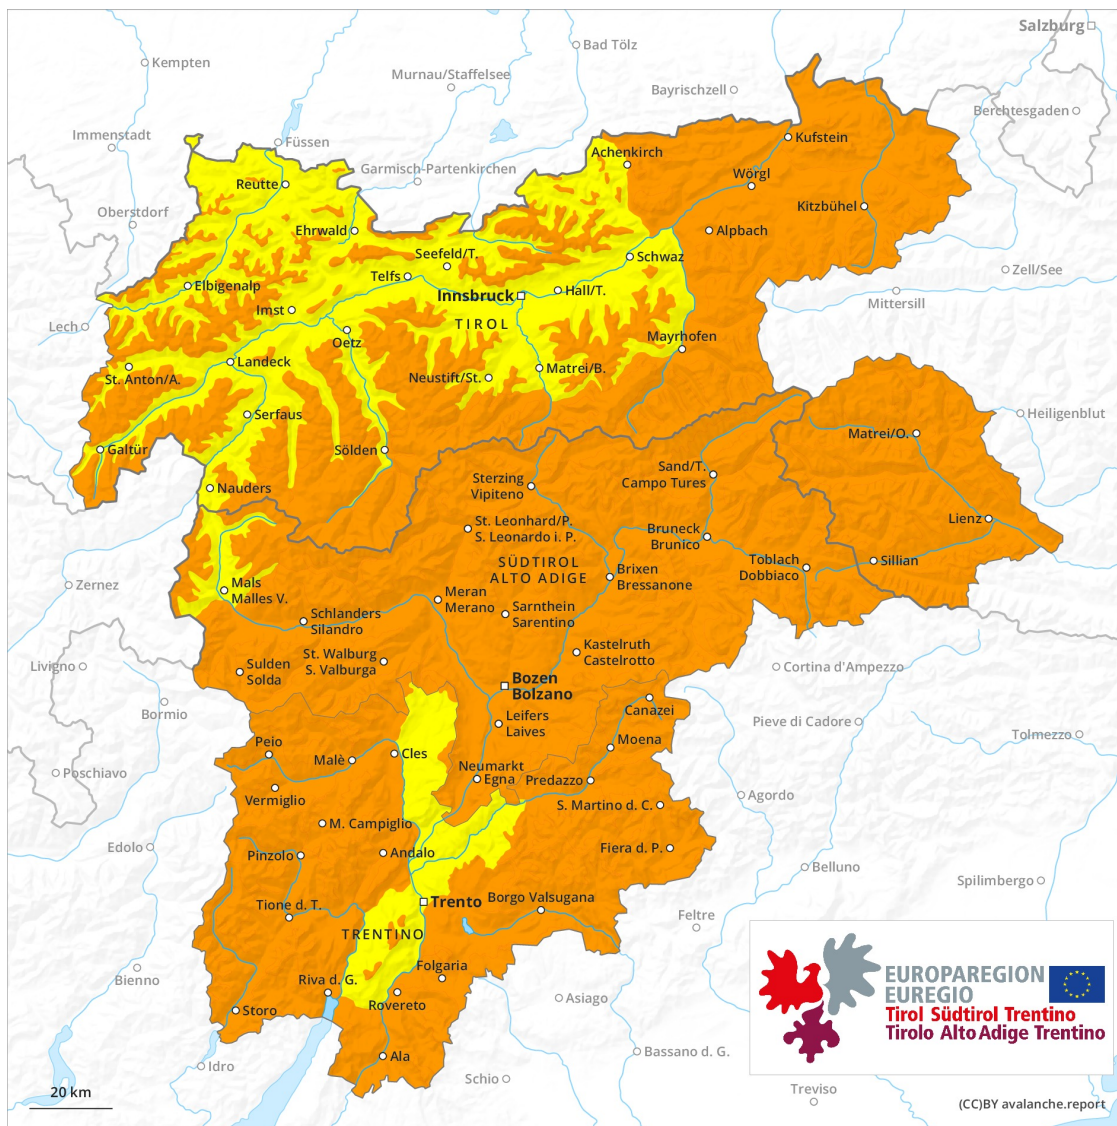 Salzburg
Bad Tölz
Kempten
Murnau/Staffelsee
Bayrischzell
Berchtesgaden
Immenstadt
Füssen
Kufstein
Achenkirch
Garmisch-Partenkirchen
Wörgl
Reutte
Oberstdorf
Kitzbühel
Ehrwald
Alpbach
Seefeld/T.
Schwaz
Zell/See
Telfs
Elbigenalp
Hall/T.
Innsbruck
Mittersill
Imst
TIROL
Lech
Oetz
Mayrhofen
Landeck
Matrei/B.
St. Anton/A.
Neustift/St.
Serfaus
Heiligenblut
Matrei/O.
Galtür
Sölden
Sand/T.
Campo Tures
Sterzing
Vipiteno
Nauders
Lienz
St. Leonhard/P.
S. Leonardo i. P.
Bruneck
Brunico
SÜDTIROL
ALTO ADIGE
Toblach
Dobbiaco
Sillian
Brixen
Bressanone
Zernez
Mals
Malles V.
Meran
Merano
Sarnthein
Sarentino
Schlanders
Silandro
Kastelruth
Castelrotto
St. Walburg
S. Valburga
Livigno
Sulden
Solda
Cortina d'Ampezzo
Bozen
Bolzano
Bormio
Canazei
Leifers
Laives
Pieve di Cadore
Tolmezzo
Moena
Peio
Cles
Malè
Poschiavo
Neumarkt
Egna
Predazzo
Vermiglio
Agordo
S. Martino d. C.
M. Campiglio
Edolo
Andalo
Fiera d. P.
Pinzolo
Belluno
Spilimbergo
Borgo Valsugana
Trento
Tione d. T.
Feltre
TRENTINO
Folgaria
Bienno
Riva d. G.
Rovereto
Asiago
Storo
EUROPAREGION
EUREGIO
Tirol Südtirol Trentino
Tirolo Alto Adige Trentino
Ala
Bassano d. G.
Idro
Schio
Treviso
20 km
(CC)BY avalanche.report